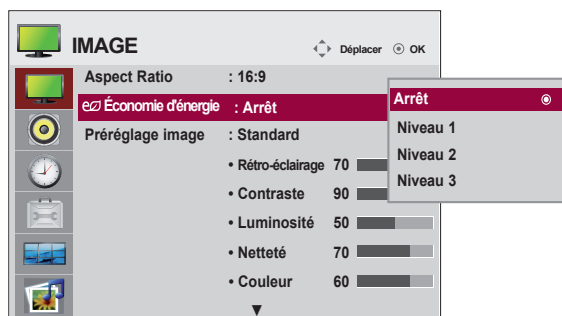 IMAGE
Déplacer OK
Aspect Ratio : 16:9
Économie d'énergie : Arrêt
Préréglage image : Standard
• Rétro-éclairage 70
• Contraste 90
• Luminosité 50
• Netteté 70
• Couleur 60
Arrêt
Niveau 1
Niveau 2
Niveau 3